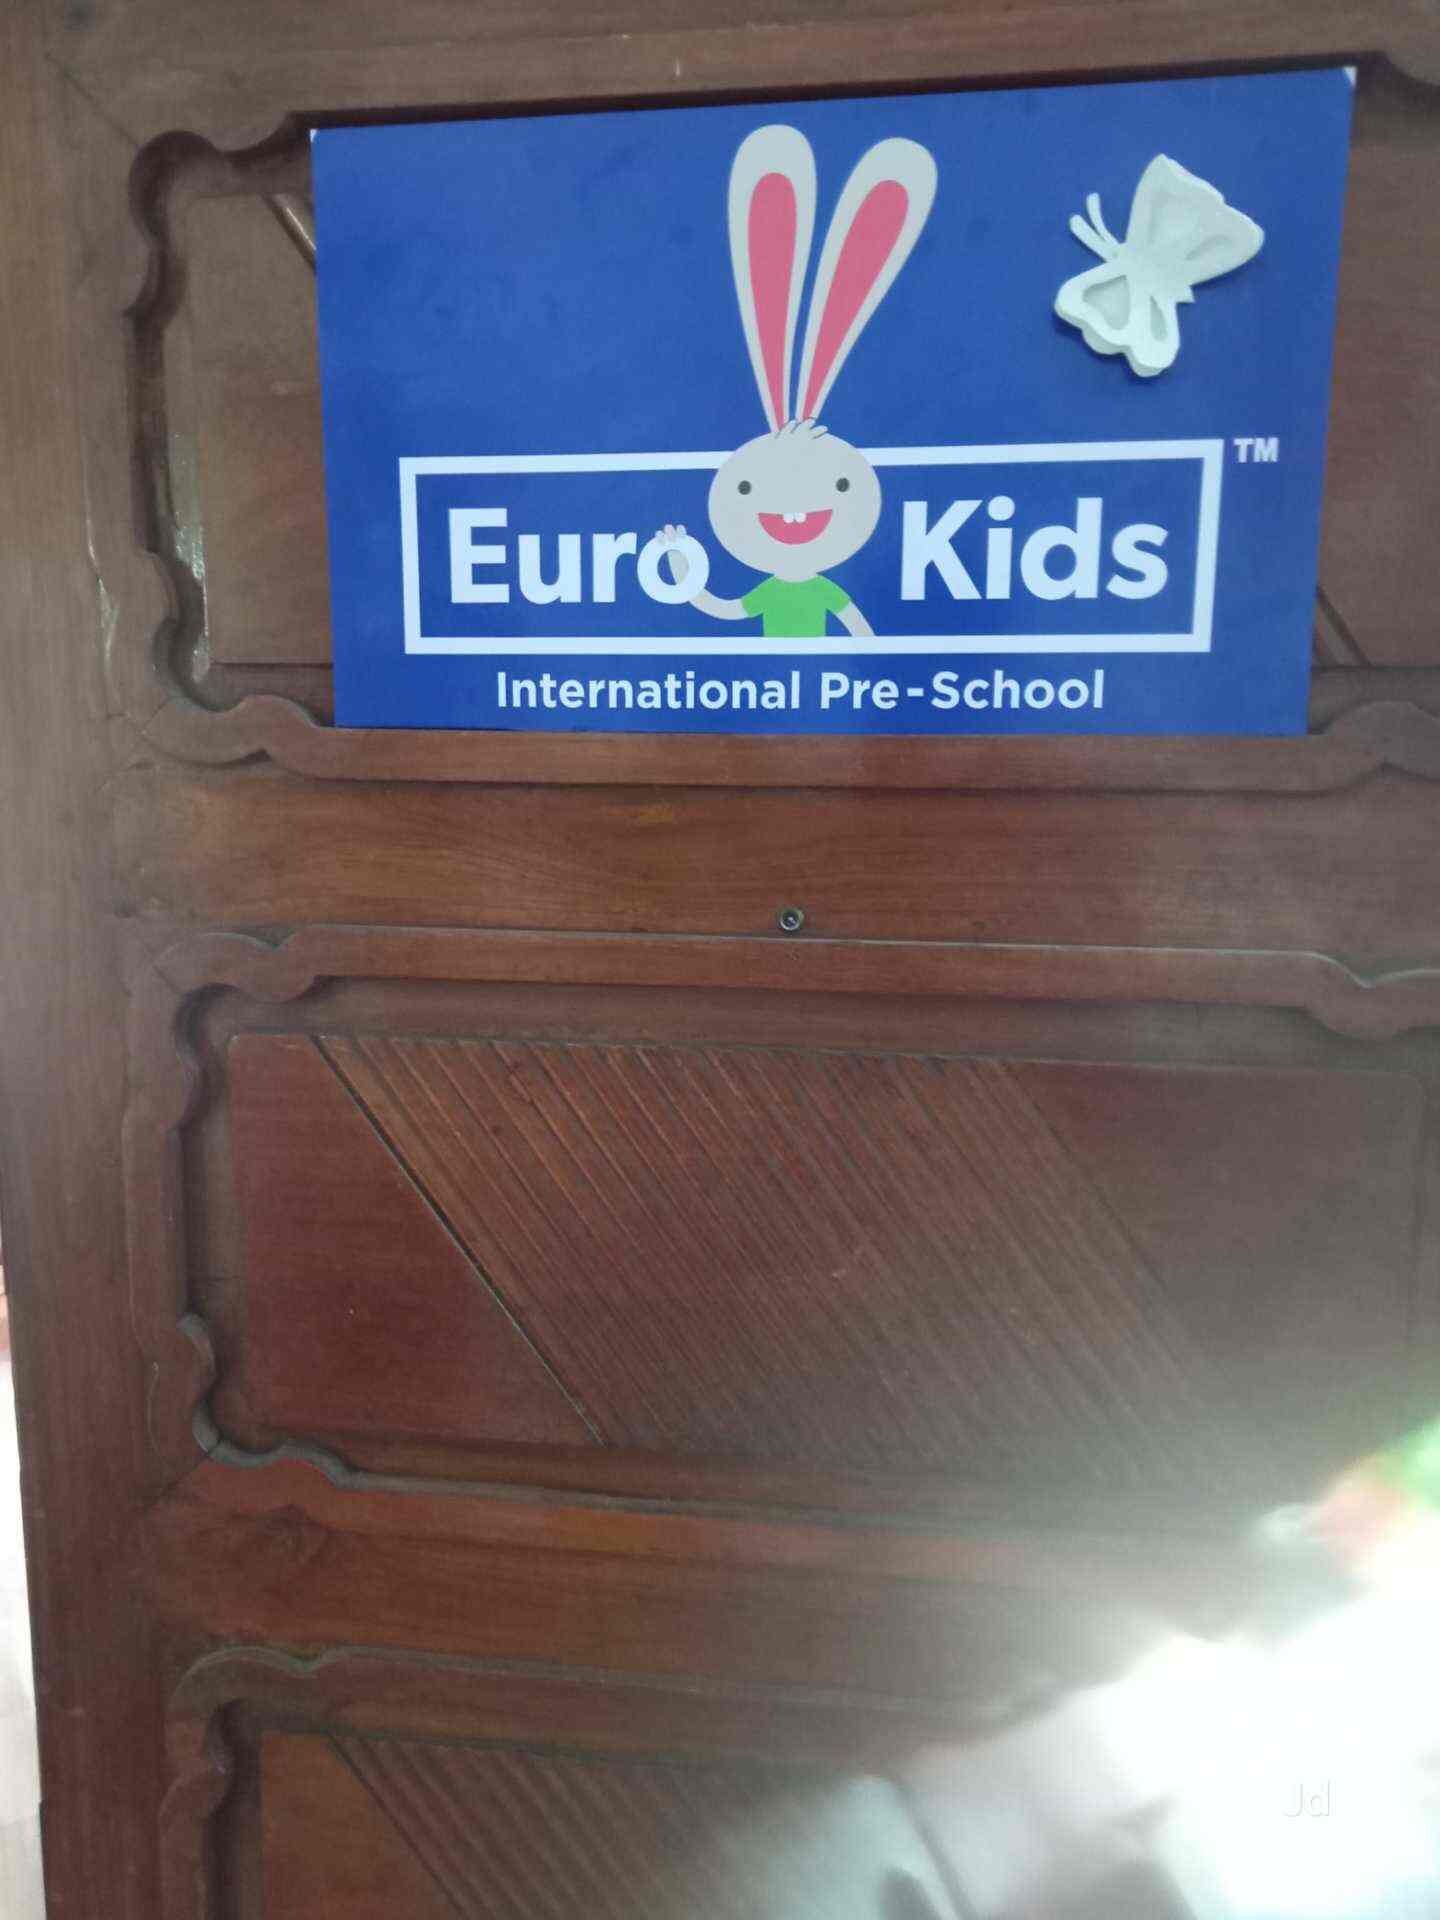 Euro Kids TM
International Pre-School
Jd